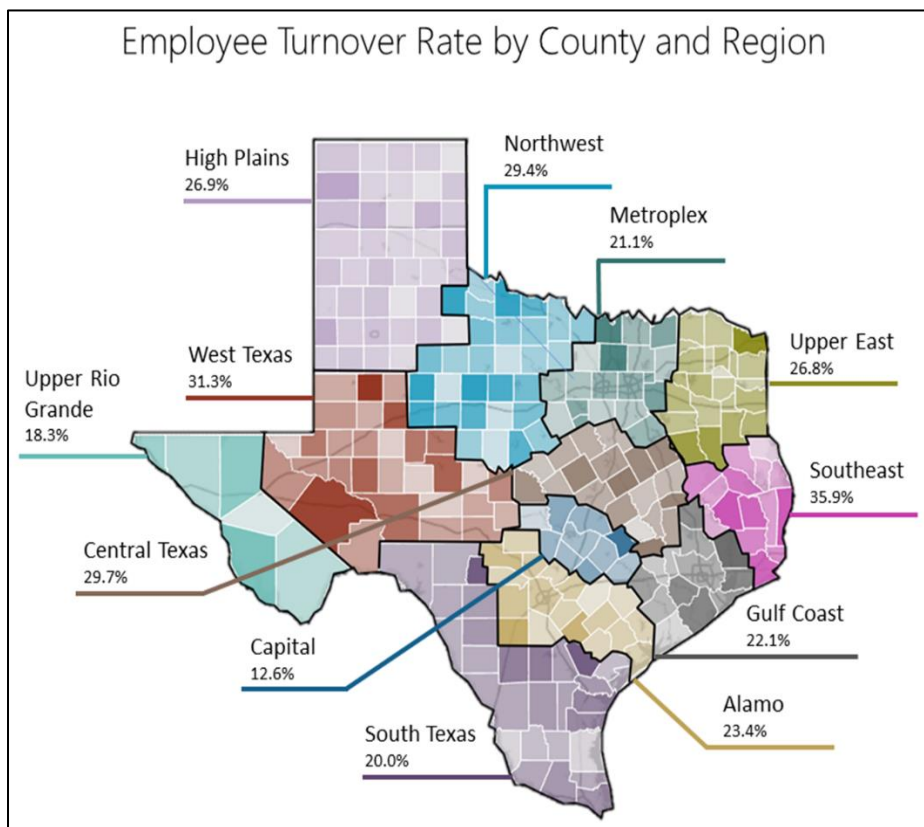 Employee Turnover Rate by County and Region
High Plains
26.9%
Northwest
29.4%
Metroplex
21.1%
West Texas
31.3%
Upper Rio
Grande
18.3%
Upper East
26.8%
Southeast
35.9%
Central Texas
29.7%
Capital
12.6%
Gulf Coast
22.1%
Alamo
23.4%
South Texas
20.0%